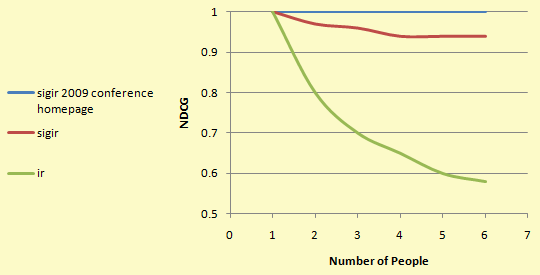 sigir 2009 conference
homepage
sigir
ir
NDCG
1
0.9
0.8
0.7
0.6
0.5
0 1 2 3 4 5 6 7
Number of People